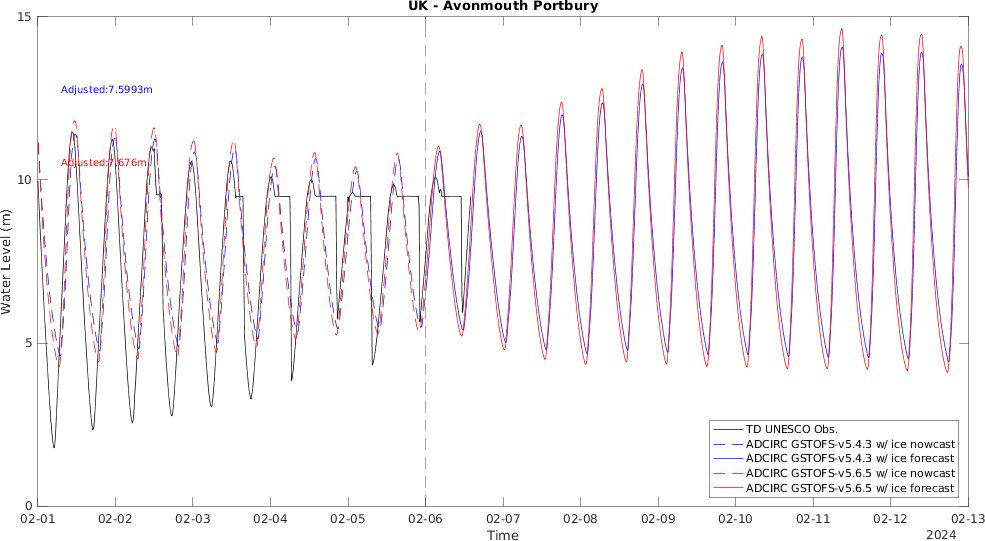 UK - Avonmouth Portbury
15
10
5
0
Water Level (m)
Adjusted:7.5993m
Adjusted:7.676m
TD UNESCO Obs.
ADCIRC GSTOFS-v5.4.3 w/ ice nowcast
ADCIRC GSTOFS-v5.4.3 w/ ice forecast
ADCIRC GSTOFS-v5.6.5 w/ ice nowcast
ADCIRC GSTOFS-v5.6.5 w/ ice forecast
02-01 02-02 02-03 02-04 02-05 02-06 02-07 02-08 02-09 02-10 02-11 02-12 02-13
Time
2024